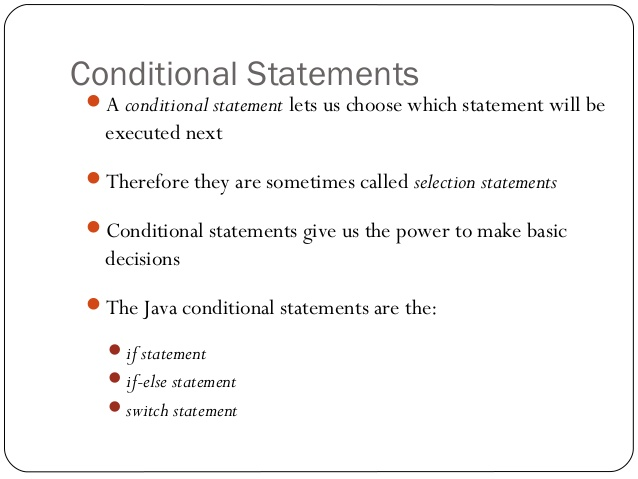 Conditional Statements
A conditional statement lets us choose which statement will be
executed next
Therefore they are sometimes called selection statements
Conditional statements give us the power to make basic
decisions
The Java conditional statements are the:
if statement
if-else statement
switch statement